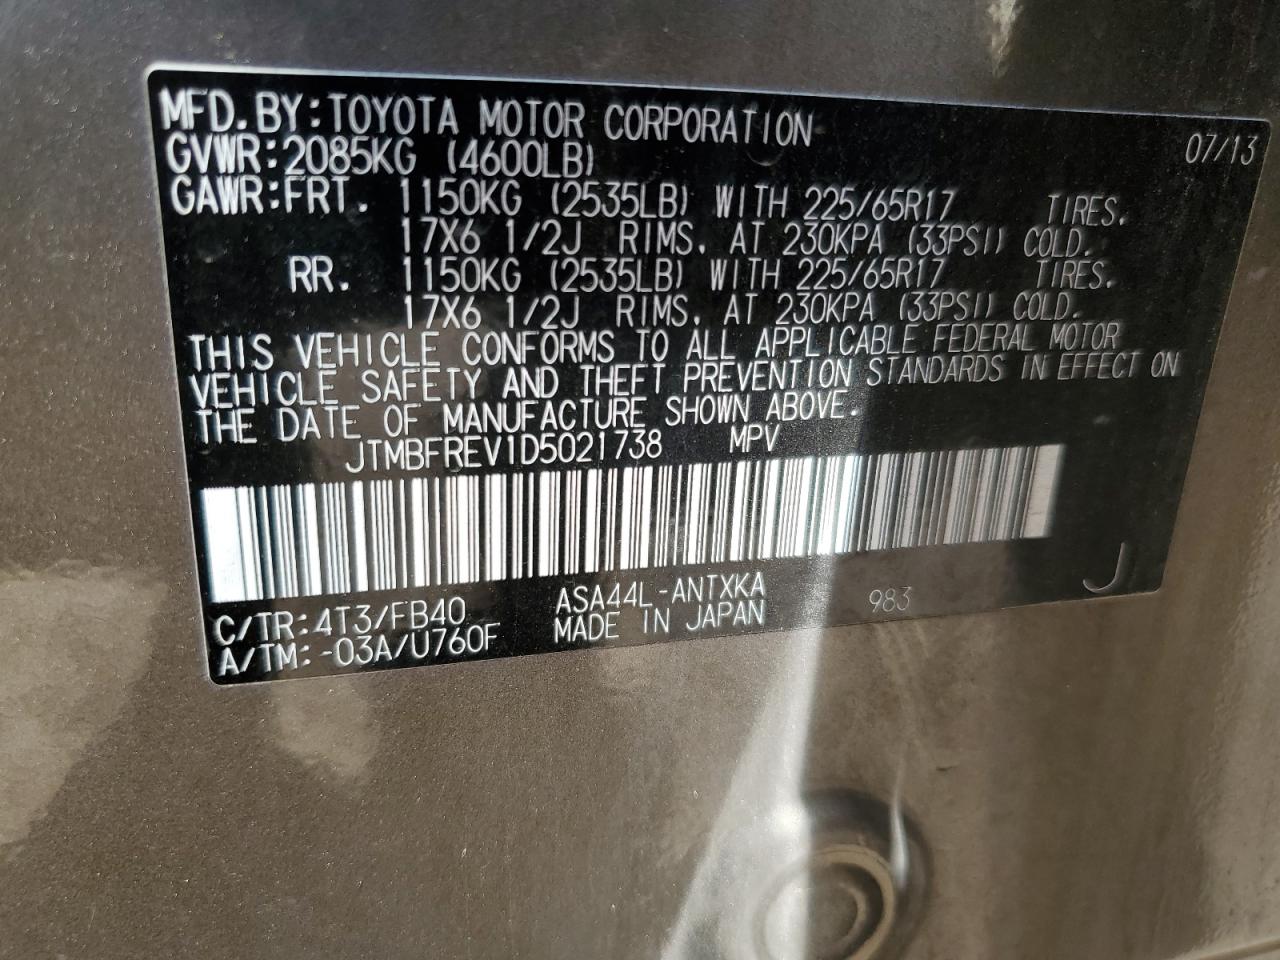 MFD.BY:TOYOTA MOTOR CORPORATION 07/13
GVWR:2085KG (4600LB)
GAWR:FRT. 1150KG (2535LB) WITH 225/65R17 TIRES.
17X6 1/2J RIMS, AT 230KPA (33PSI) COLD.
RR. 1150KG (2535LB) WITH 225/65R17 TIRES.
17X6 1/2J RIMS, AT 230KPA (33PSI) COLD.
THIS VEHICLE CONFORMS TO ALL APPLICABLE FEDERAL MOTOR
VEHICLE SAFETY AND THEFT PREVENTION STANDARDS IN EFFECT ON
THE DATE OF MANUFACTURE SHOWN ABOVE.
JTMBFREV1D5021738 MPV
C/TR:4T3/FB40 ASA44L-ANTXKA 983 J
A/TM:-03A/U760F MADE IN JAPAN